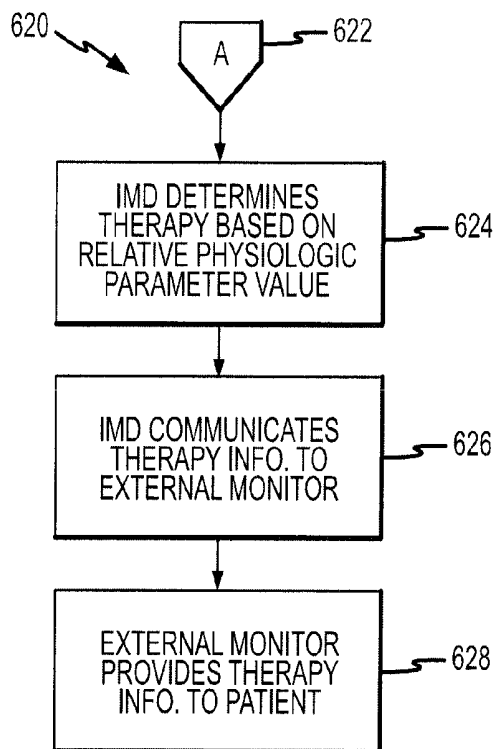 620
A
622
IMD DETERMINES
THERAPY BASED ON
RELATIVE PHYSIOLOGIC
PARAMETER VALUE
624
IMD COMMUNICATES
THERAPY INFO. TO
EXTERNAL MONITOR
626
EXTERNAL MONITOR
PROVIDES THERAPY
INFO. TO PATIENT
628